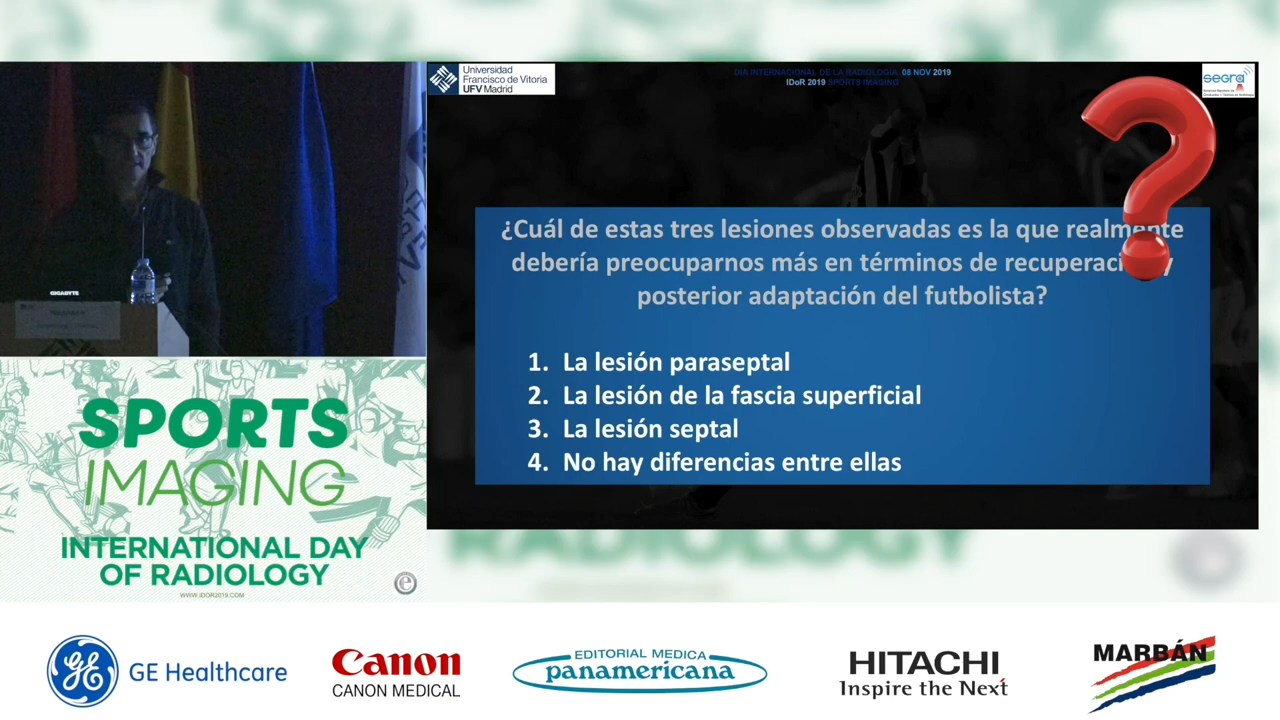 Universidad
Francisco de Vitoria
UFV Madrid
DIA INTERNACIONAL DE LA RADIOLOGIA 08 NOV 2019
IDoR 2019 SPORTS IMAGING
segra
¿Cuál de estas tres lesiones observadas es la que realmente
debería preocuparnos más en términos de y
posterior adaptación del futbolista?
1. La lesión paraseptal
2. La lesión de la fascia superficial
3. La lesión septal
4. No hay diferencias entre ellas
GIGABYTE
SPORTS
IMAGING
INTERNATIONAL DAY
OF RADIOLOGY
WWW.IDOR2019.COM
RADIOLOGY
GE Healthcare
Canon
CANON MEDICAL
EDITORIAL MEDICA
panamericana
HITACHI
Inspire the Next
MARBÁN